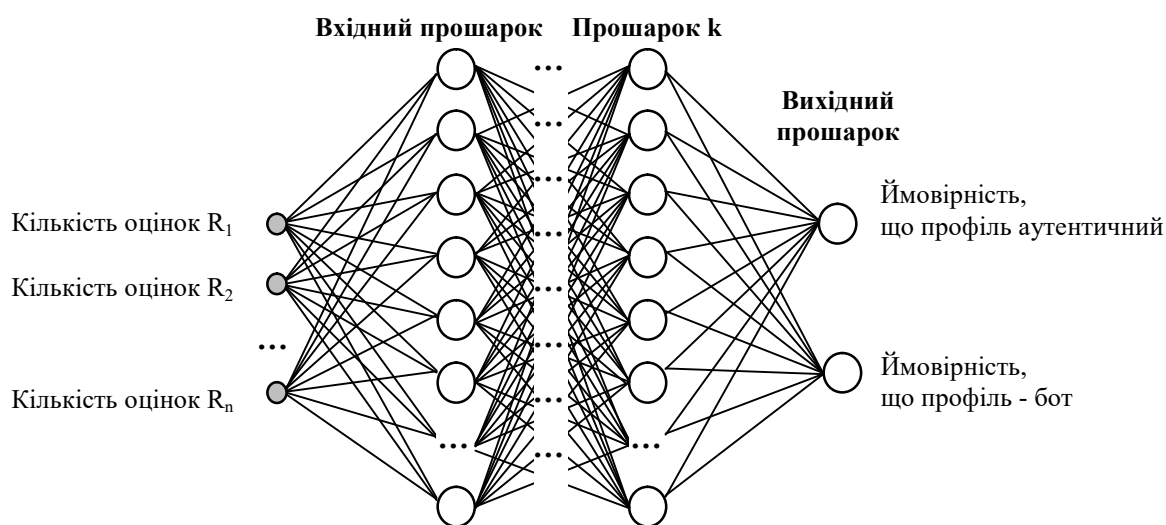 Вхідний прошарок
Прошарок k
...
...
...
...
...
...
...
...
Вихідний
прошарок
Кількість оцінок R1
Кількість оцінок R2
...
Кількість оцінок Rn
...
...
Ймовірність,
що профіль аутентичний
Ймовірність,
що профіль - бот